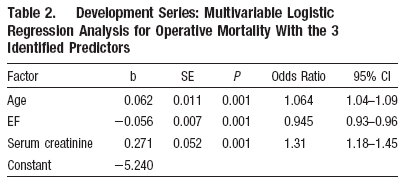 Table 2. Development Series: Multivariable Logistic
Regression Analysis for Operative Mortality With the 3
Identified Predictors
Factor b SE P Odds Ratio 95% CI
Age 0.062 0.011 0.001 1.064 1.04–1.09
EF −0.056 0.007 0.001 0.945 0.93–0.96
Serum creatinine 0.271 0.052 0.001 1.31 1.18–1.45
Constant −5.240